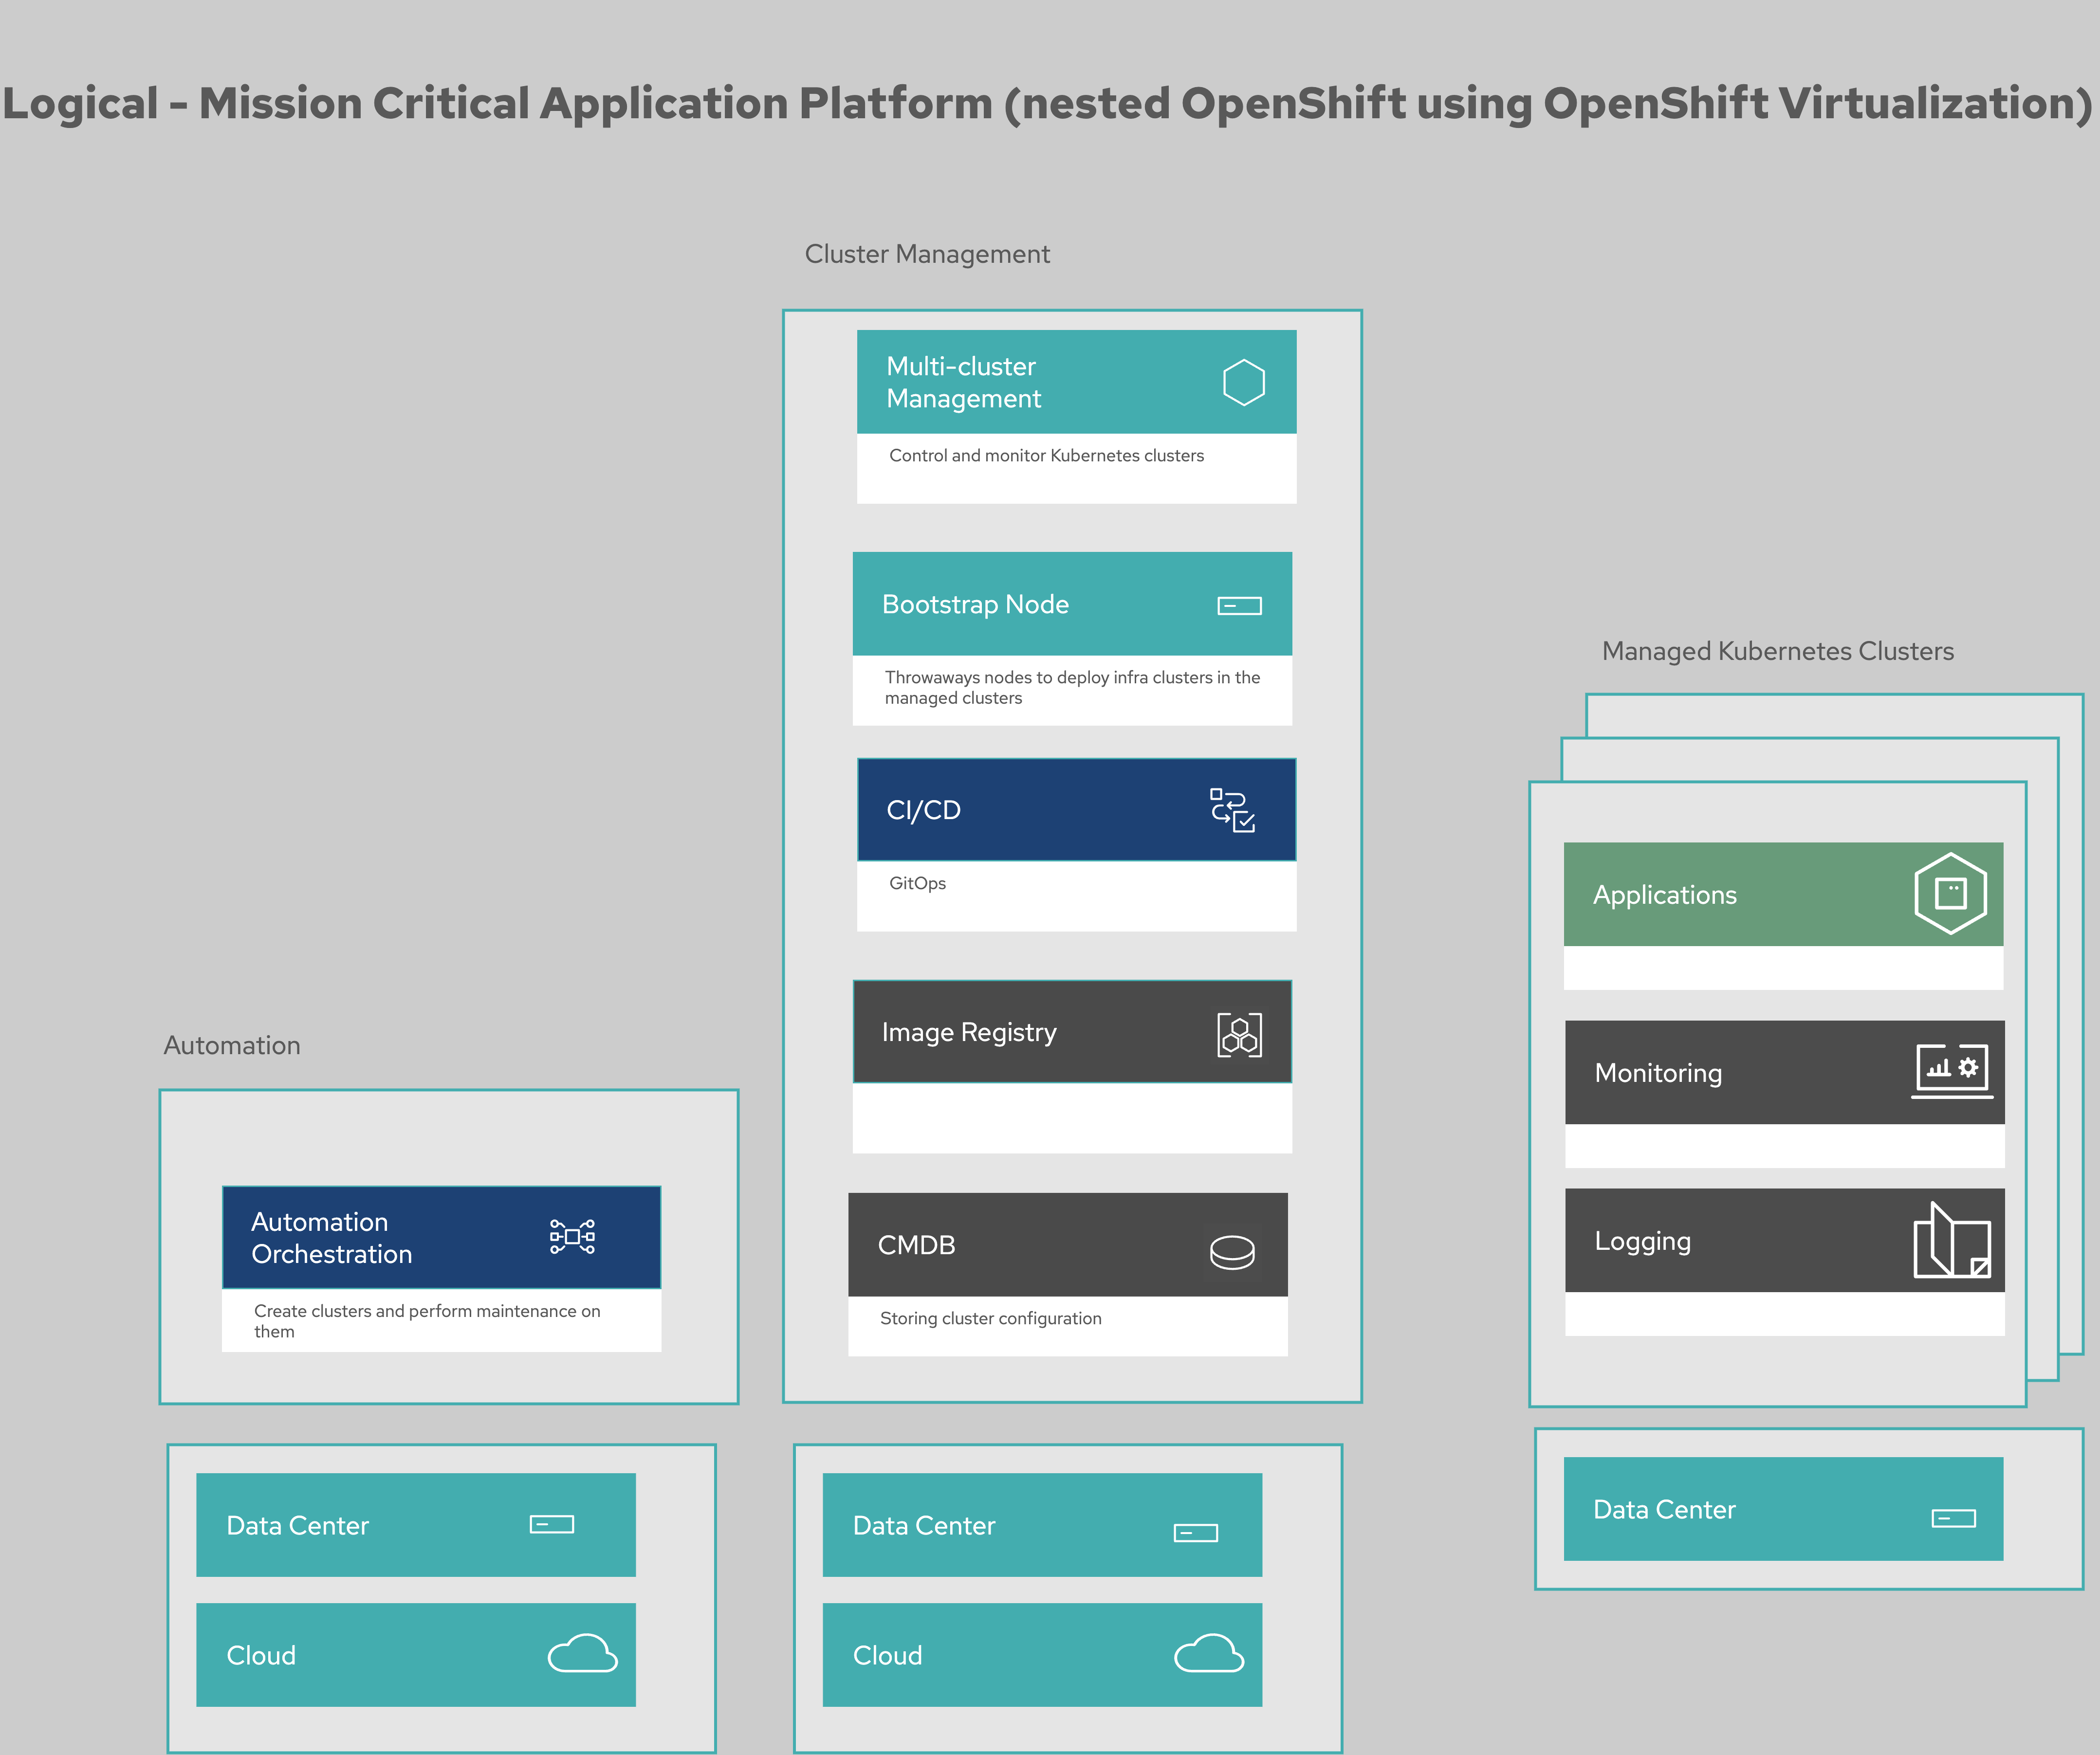 Logical - Mission Critical Application Platform (nested OpenShift using OpenShift Virtualization)
Cluster Management
Multi-cluster
Management
Control and monitor Kubernetes clusters
Bootstrap Node
Throwaways nodes to deploy infra clusters in the
managed clusters
CI/CD
GitOps
Image Registry
CMDB
Storing cluster configuration
Managed Kubernetes Clusters
Applications
Monitoring
Logging
Automation
Automation
Orchestration
Create clusters and perform maintenance on
them
Data Center
Cloud
Data Center
Cloud
Data Center